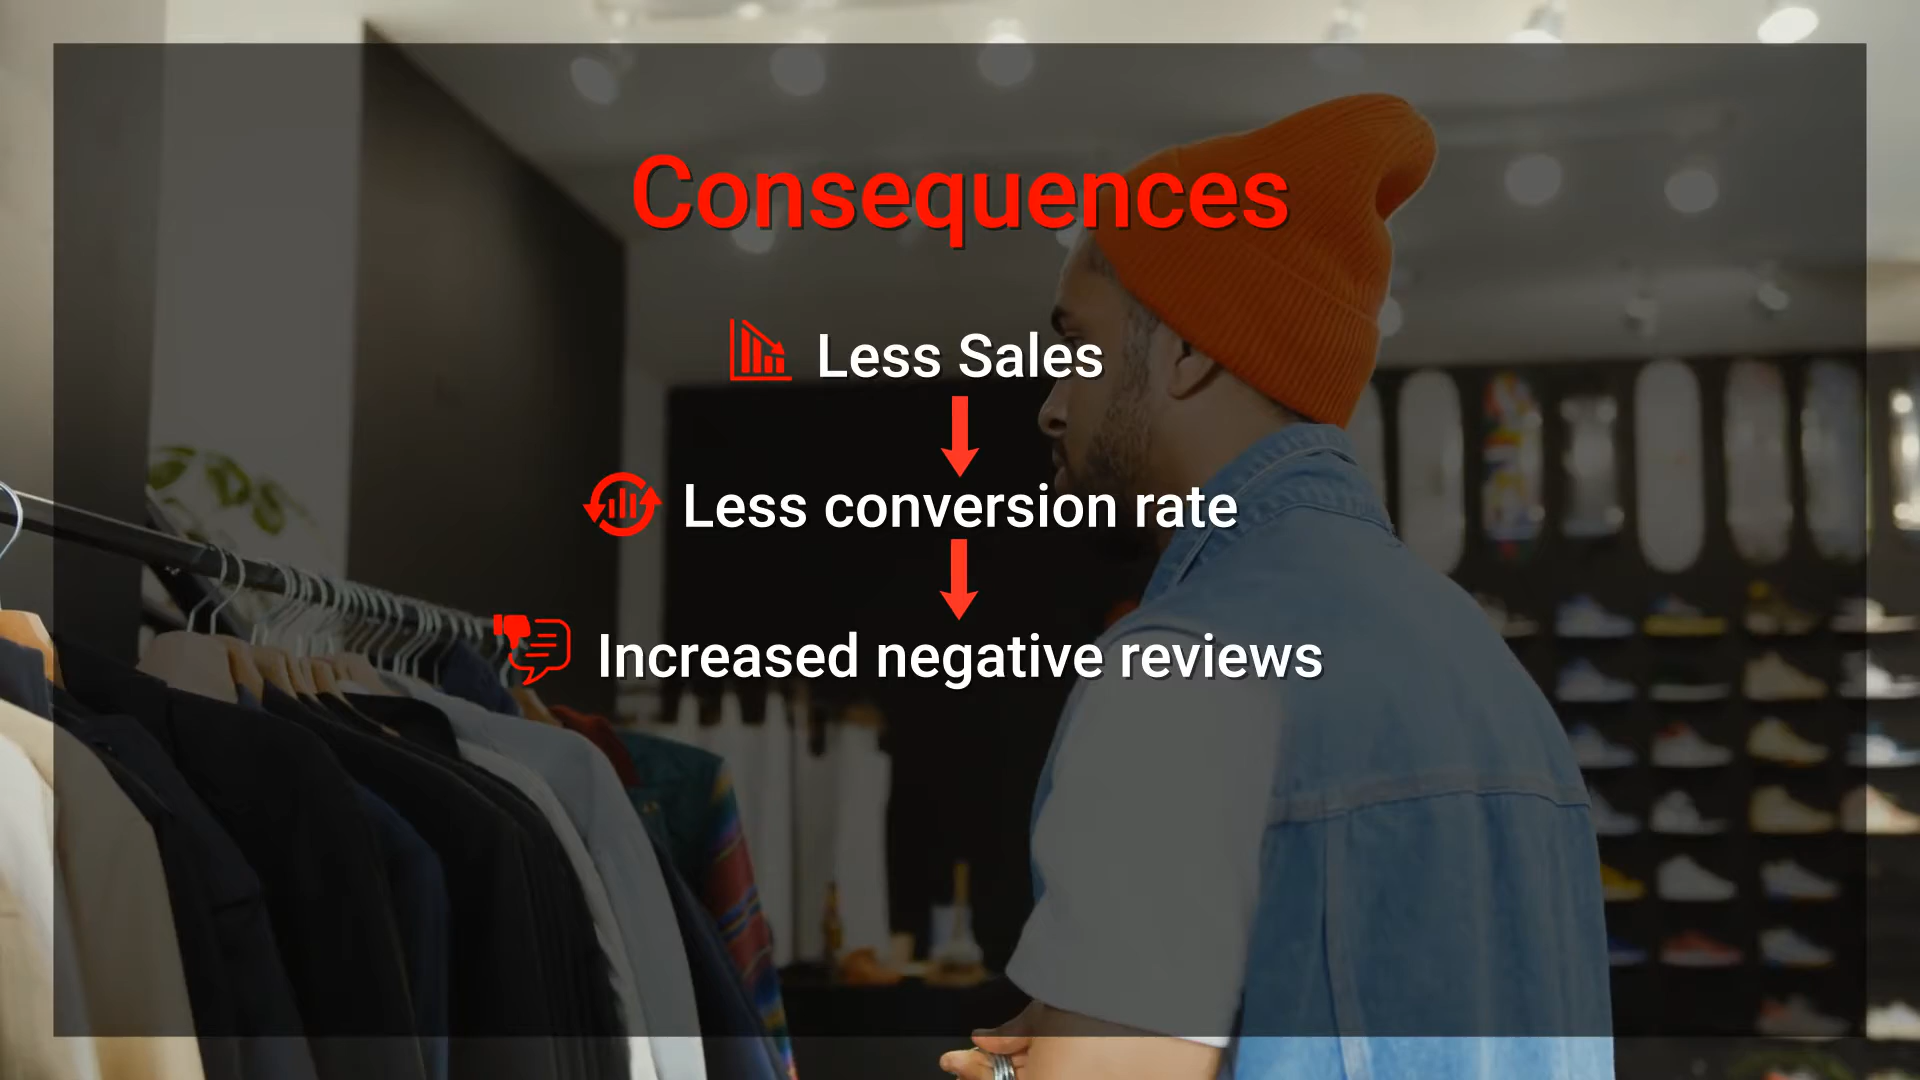 Consequences
Less Sales
Less conversion rate
Increased negative reviews